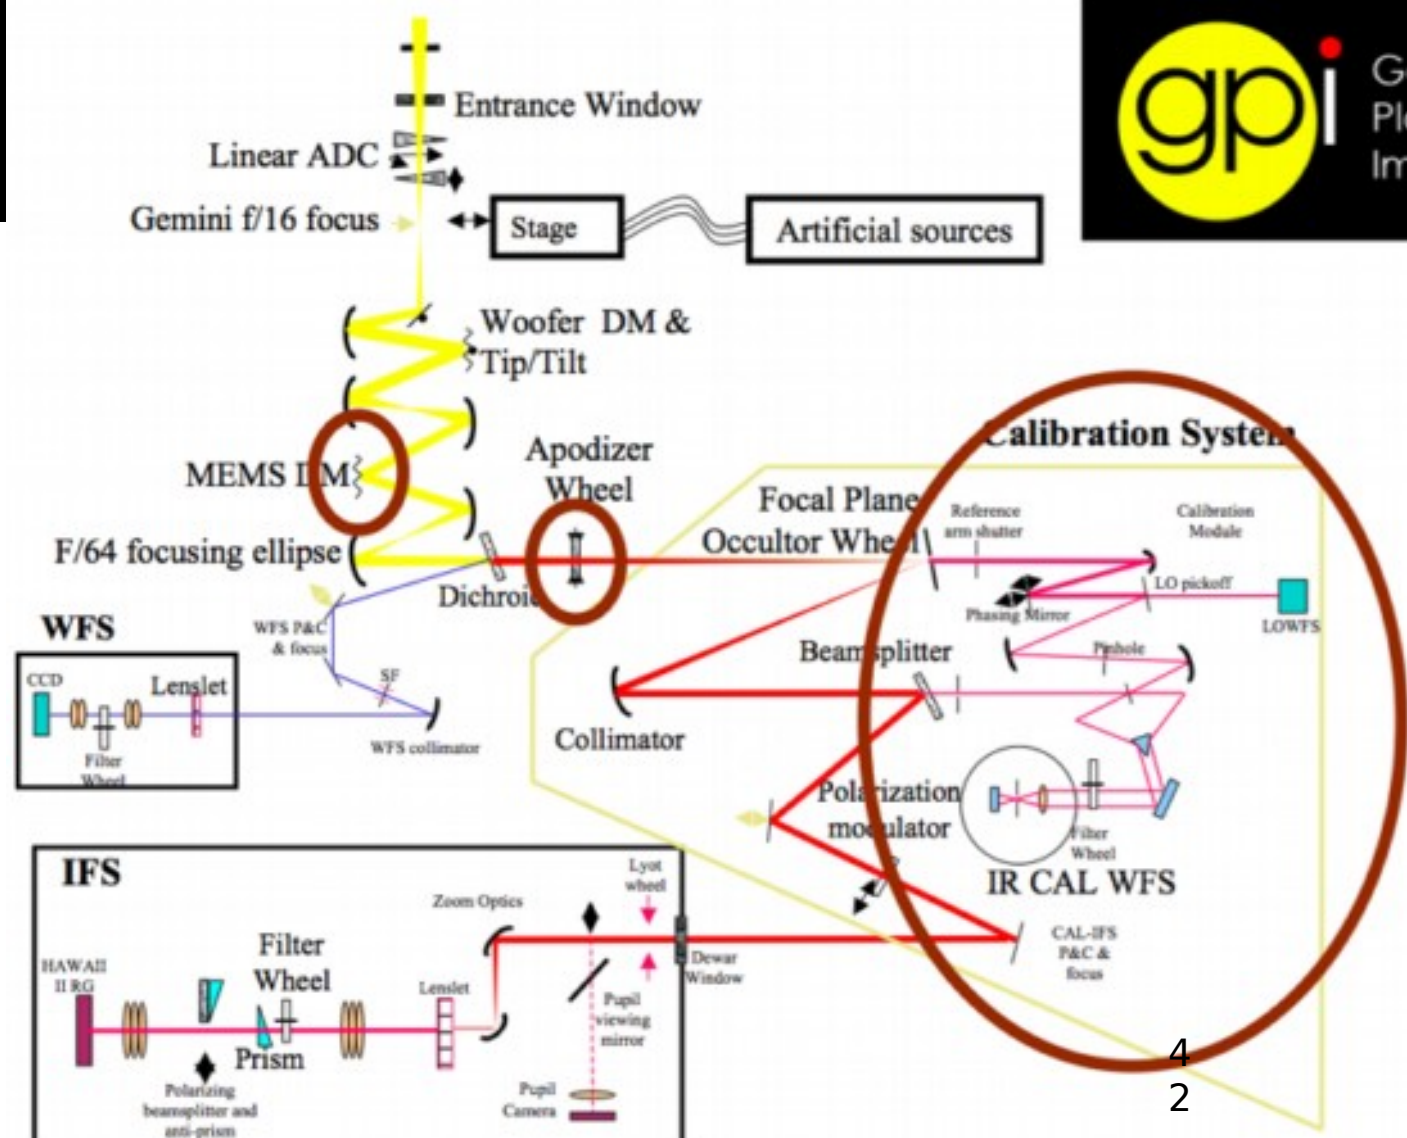 gpi
G
Pl
Im
Entrance Window
Linear ADC
Gemini f/16 focus
Stage
Artificial sources
Woofer DM &
Tip/Tilt
MEMS DM
Apodizer
Wheel
F/64 focusing ellipse
Dichroic
Calibration System
Focal Plane
Occultor Wheel
Reference
arm shutter
Calibration
Module
LO pickoff
Phasing Mirror
LOWFS
Pinhole
Beamsplitter
Collimator
WFS P&C
& focus
SF
WFS collimator
WFS
CCD
Lenslet
Filter
Wheel
Polarization
modulator
Filter
Wheel
IR CAL WFS
CAL-IFS
P&C &
focus
IFS
Lyot
wheel
Zoom Optics
Dewar
Window
HAWAII
II RG
Filter
Wheel
Lenslet
Pupil
viewing
mirror
Prism
Polarizing
beamsplitter and
anti-prism
Pupil
Camera
4
2